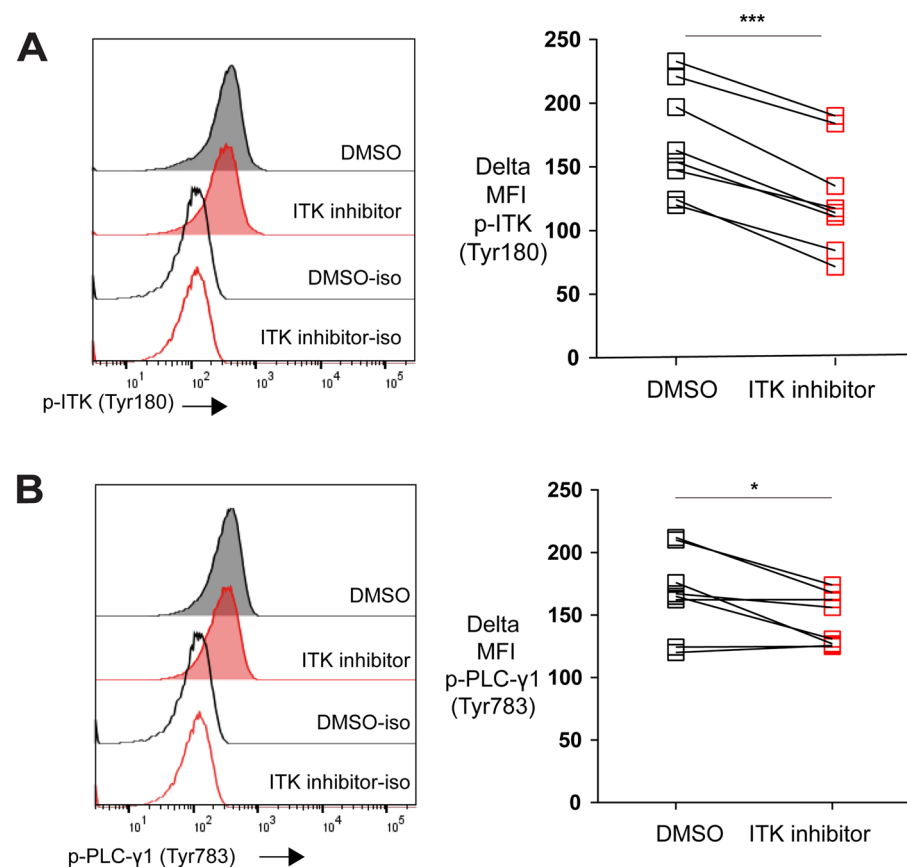 A
DMSO
ITK inhibitor
DMSO-iso
ITK inhibitor-iso
10¹ 10² 10³ 10⁴ 10⁵
p-ITK (Tyr180)
***
250
200
150
100
50
0
Delta
MFI
p-ITK
(Tyr180)
DMSO ITK inhibitor
B
DMSO
ITK inhibitor
DMSO-iso
ITK inhibitor-iso
10¹ 10² 10³ 10⁴ 10⁵
p-PLC-γ1 (Tyr783)
*
250
200
150
100
50
0
Delta
MFI
p-PLC-γ1
(Tyr783)
DMSO ITK inhibitor